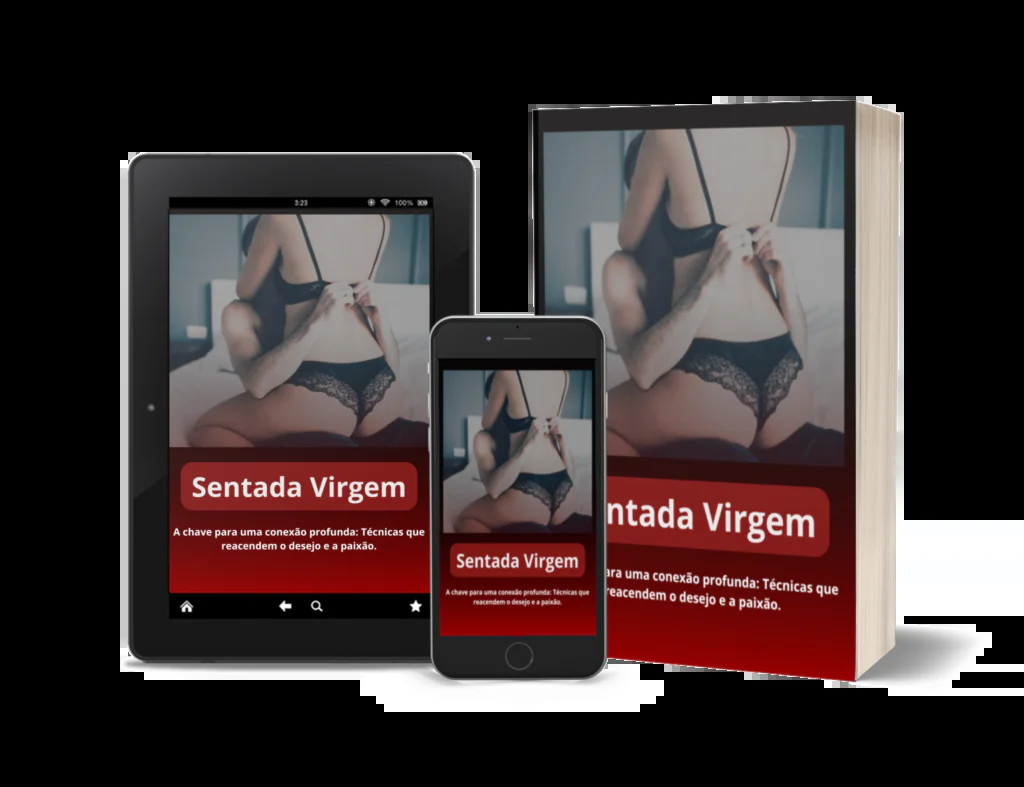 3:23 100%
Sentada Virgem
A chave para uma conexão profunda: Técnicas que
reacendem o desejo e a paixão.
Sentada Virgem
A chave para uma conexão profunda: Técnicas que
reacendem o desejo e a paixão.
ntada Virgem
ara uma conexão profunda: Técnicas que
reacendem o desejo e a paixão.